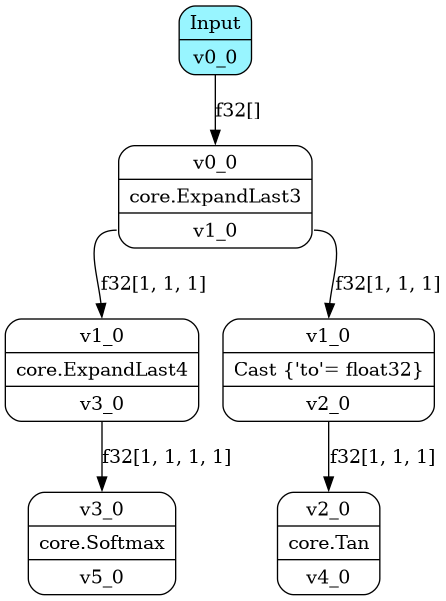 Input
v0_0
f32[]
v0_0
core.ExpandLast3
v1_0
f32[1, 1, 1]
f32[1, 1, 1]
v1_0
core.ExpandLast4
v3_0
v1_0
Cast {'to'= float32}
v2_0
f32[1, 1, 1, 1]
f32[1, 1, 1]
v3_0
core.Softmax
v5_0
v2_0
core.Tan
v4_0